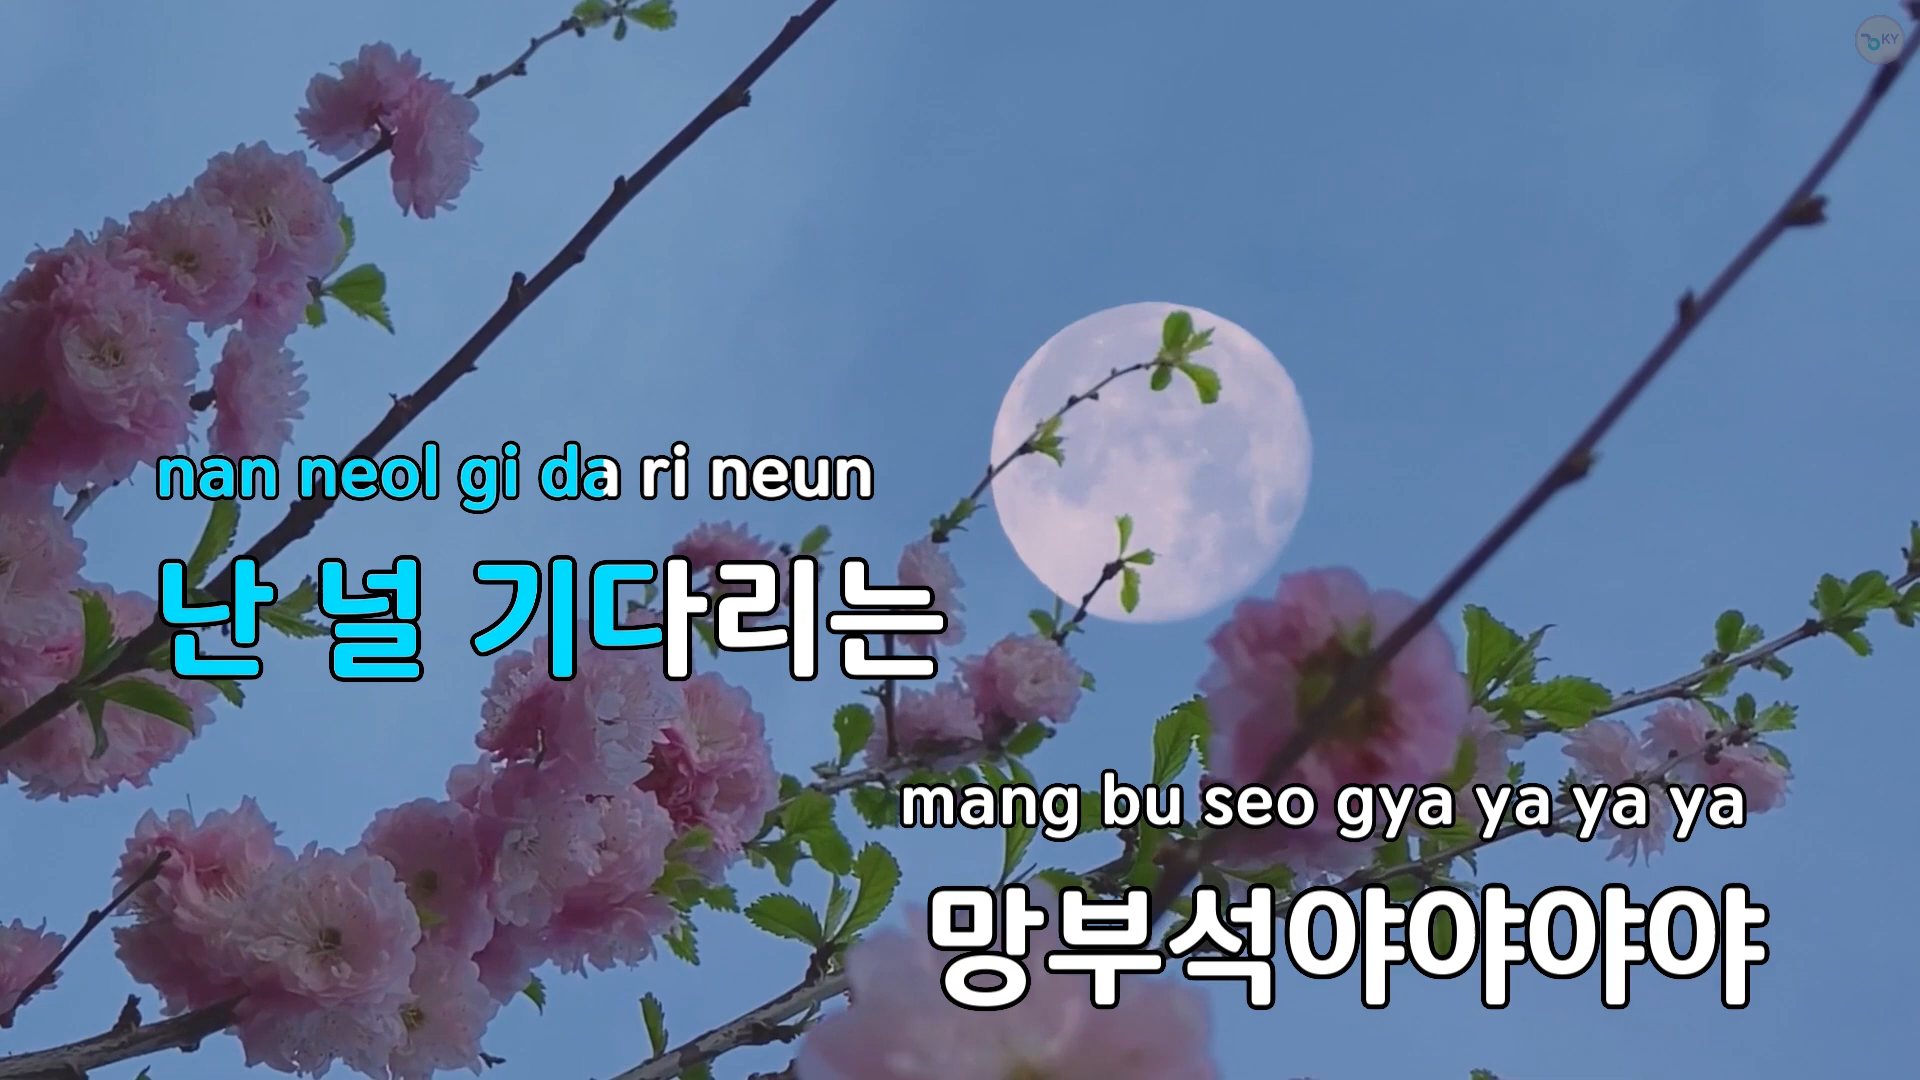 KY
nan neol gi da ri neun
난 널 기다리는
mang bu seo gya ya ya ya
망부석야야야야